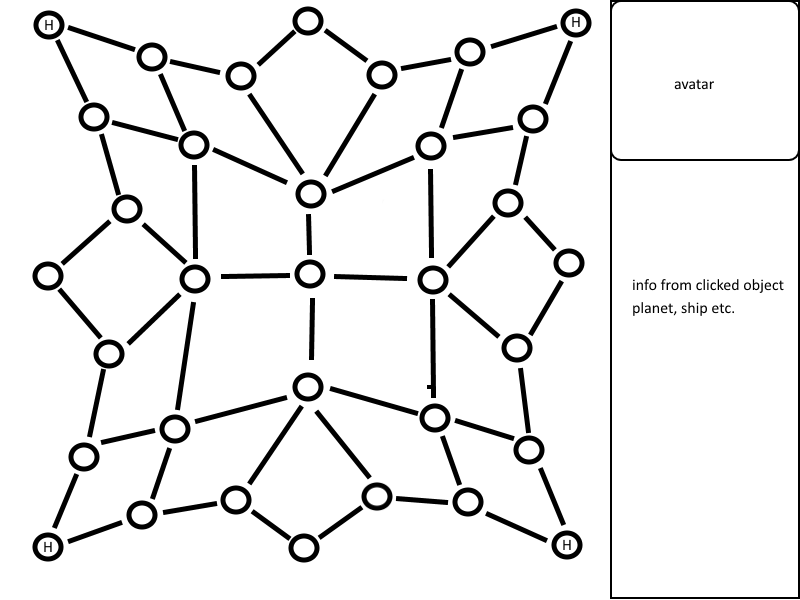 H
H
avatar
info from clicked object
planet, ship etc.
H
H